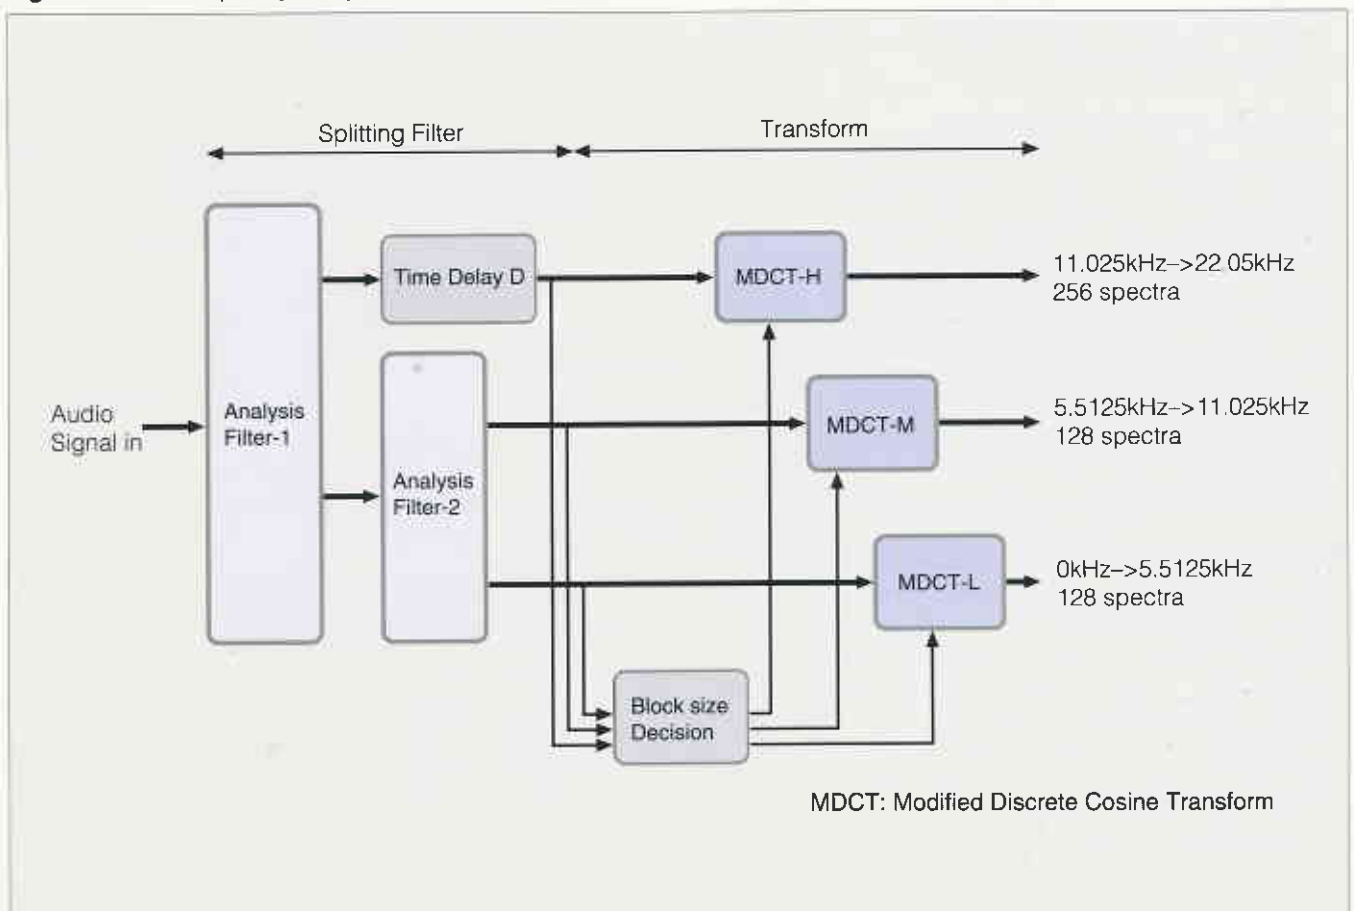 Splitting Filter
Transform
Time Delay D
MDCT-H
11.025kHz–>22.05kHz
256 spectra
Audio
Signal in
Analysis
Filter-1
MDCT-M
5.5125kHz–>11.025kHz
128 spectra
Analysis
Filter-2
MDCT-L
0kHz–>5.5125kHz
128 spectra
Block size
Decision
MDCT: Modified Discrete Cosine Transform